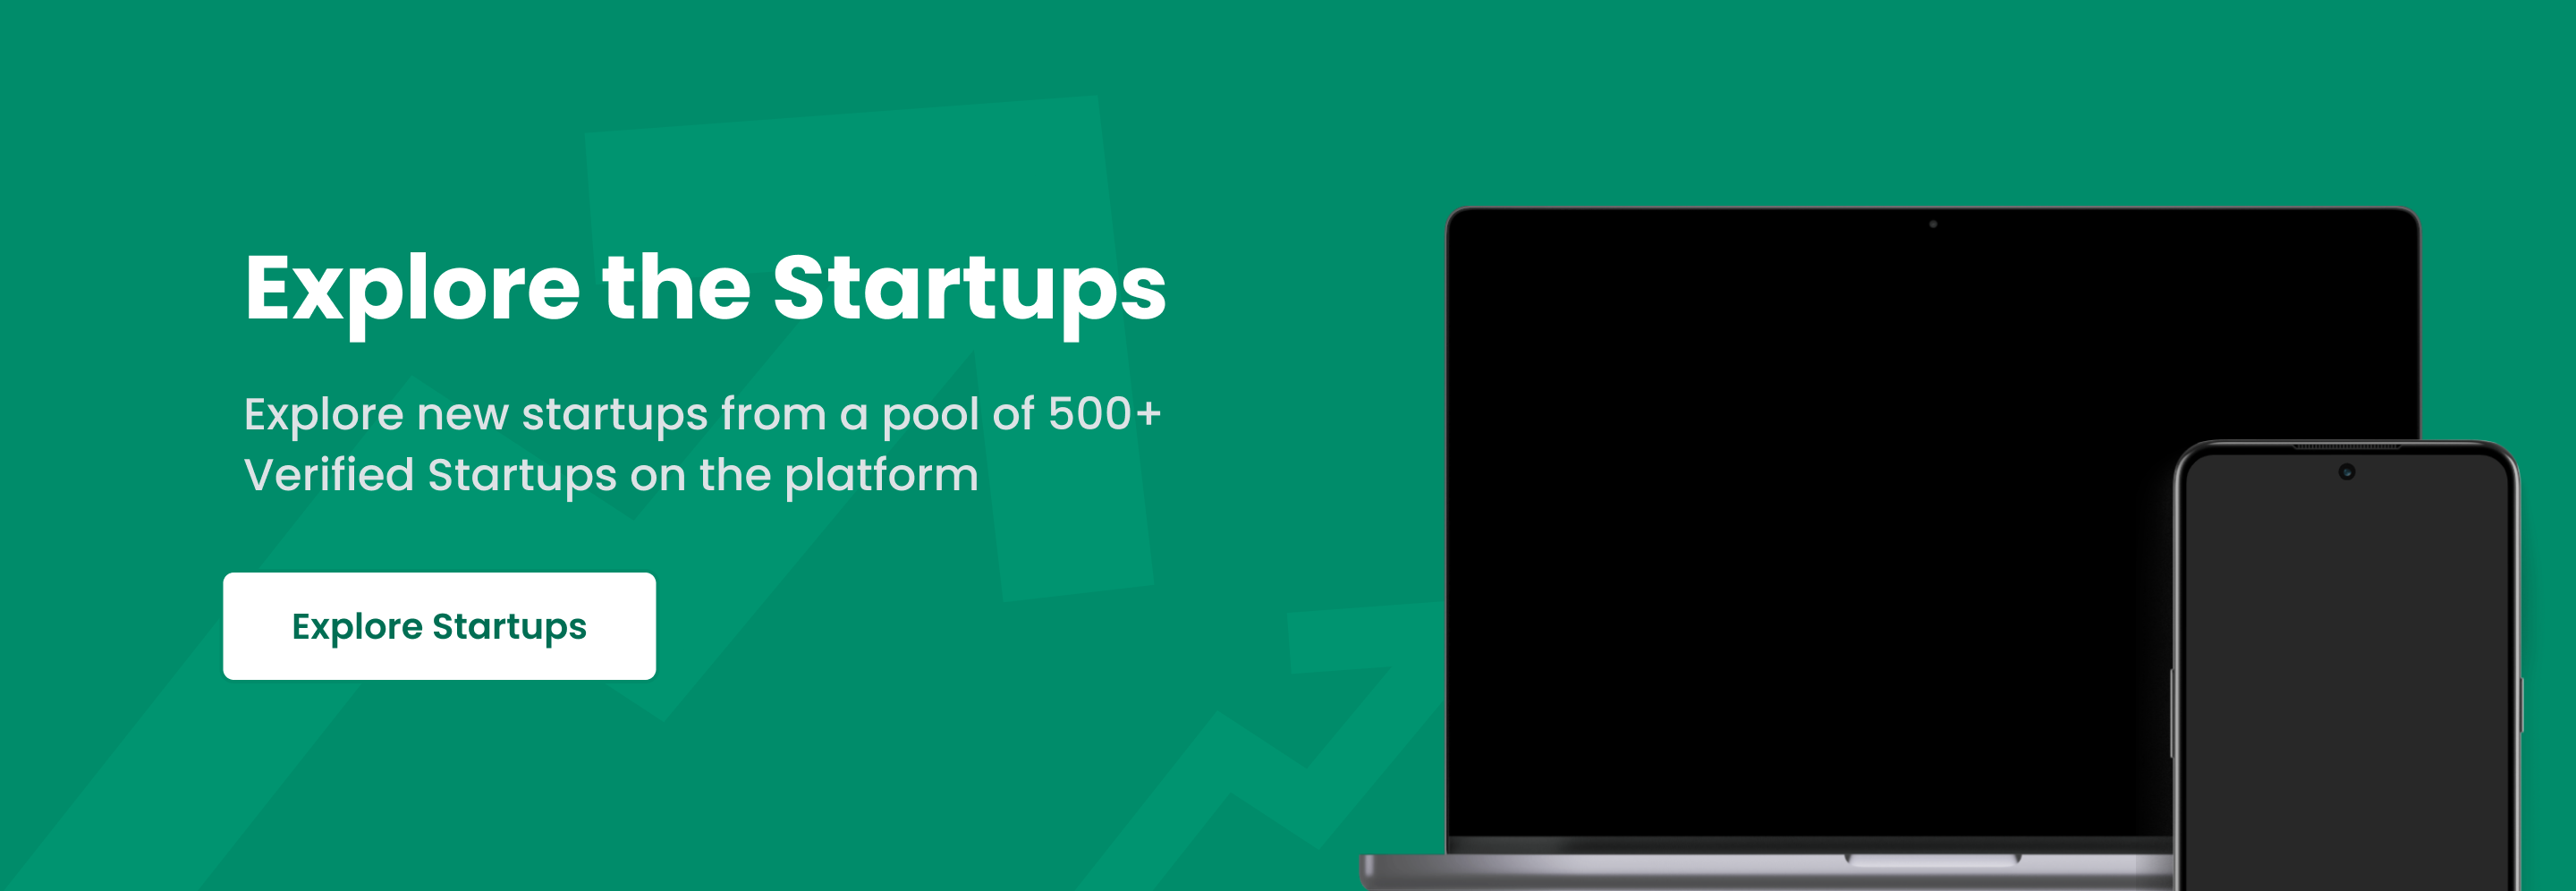 Explore the Startups
Explore new startups from a pool of 500+
Verified Startups on the platform
Explore Startups